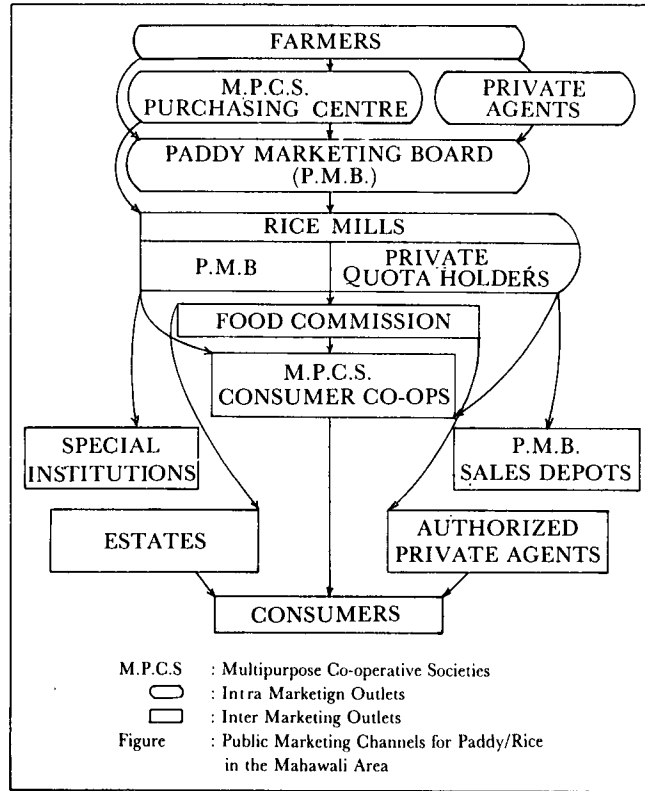 FARMERS
M.P.C.S.
PURCHASING CENTRE
PRIVATE
AGENTS
PADDY MARKETING BOARD
(P.M.B.)
RICE MILLS
P.M.B
PRIVATE
QUOTA HOLDERS
FOOD COMMISSION
M.P.C.S.
CONSUMER CO-OPS
SPECIAL
INSTITUTIONS
P.M.B.
SALES DEPOTS
ESTATES
AUTHORIZED
PRIVATE AGENTS
CONSUMERS
M.P.C.S : Multipurpose Co-operative Societies
: Intra Marketign Outlets
: Inter Marketing Outlets
Figure : Public Marketing Channels for Paddy/Rice
in the Mahawali Area